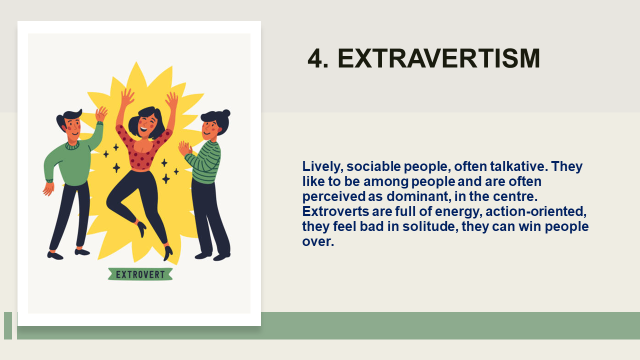 4. EXTRAVERTISM
Lively, sociable people, often talkative. They
like to be among people and are often
perceived as dominant, in the centre.
Extroverts are full of energy, action-oriented,
they feel bad in solitude, they can win people
over.
EXTROVERT